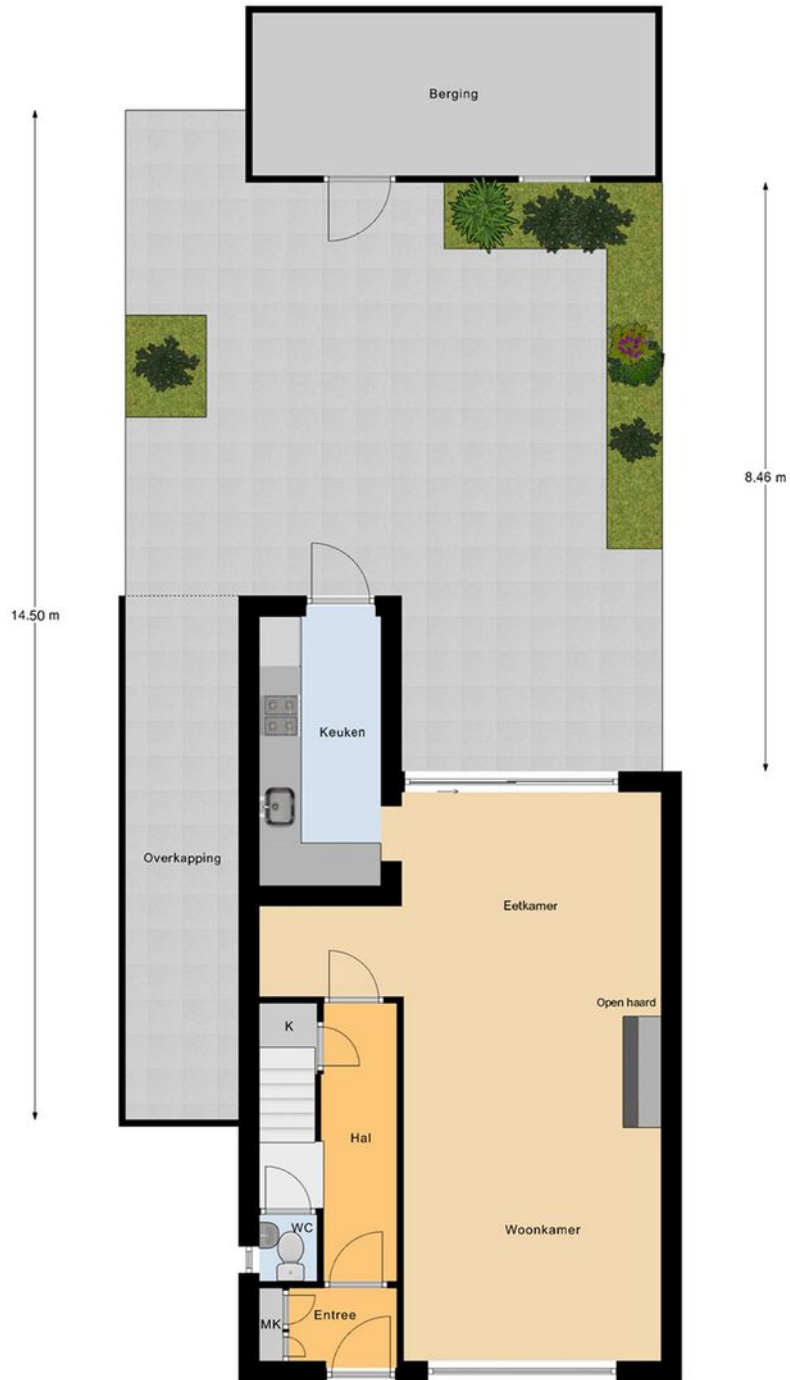 Berging
8.46 m
14.50 m
Keuken
Overkapping
Eetkamer
Open haard
K
Hal
WC
Woonkamer
Entree
MK